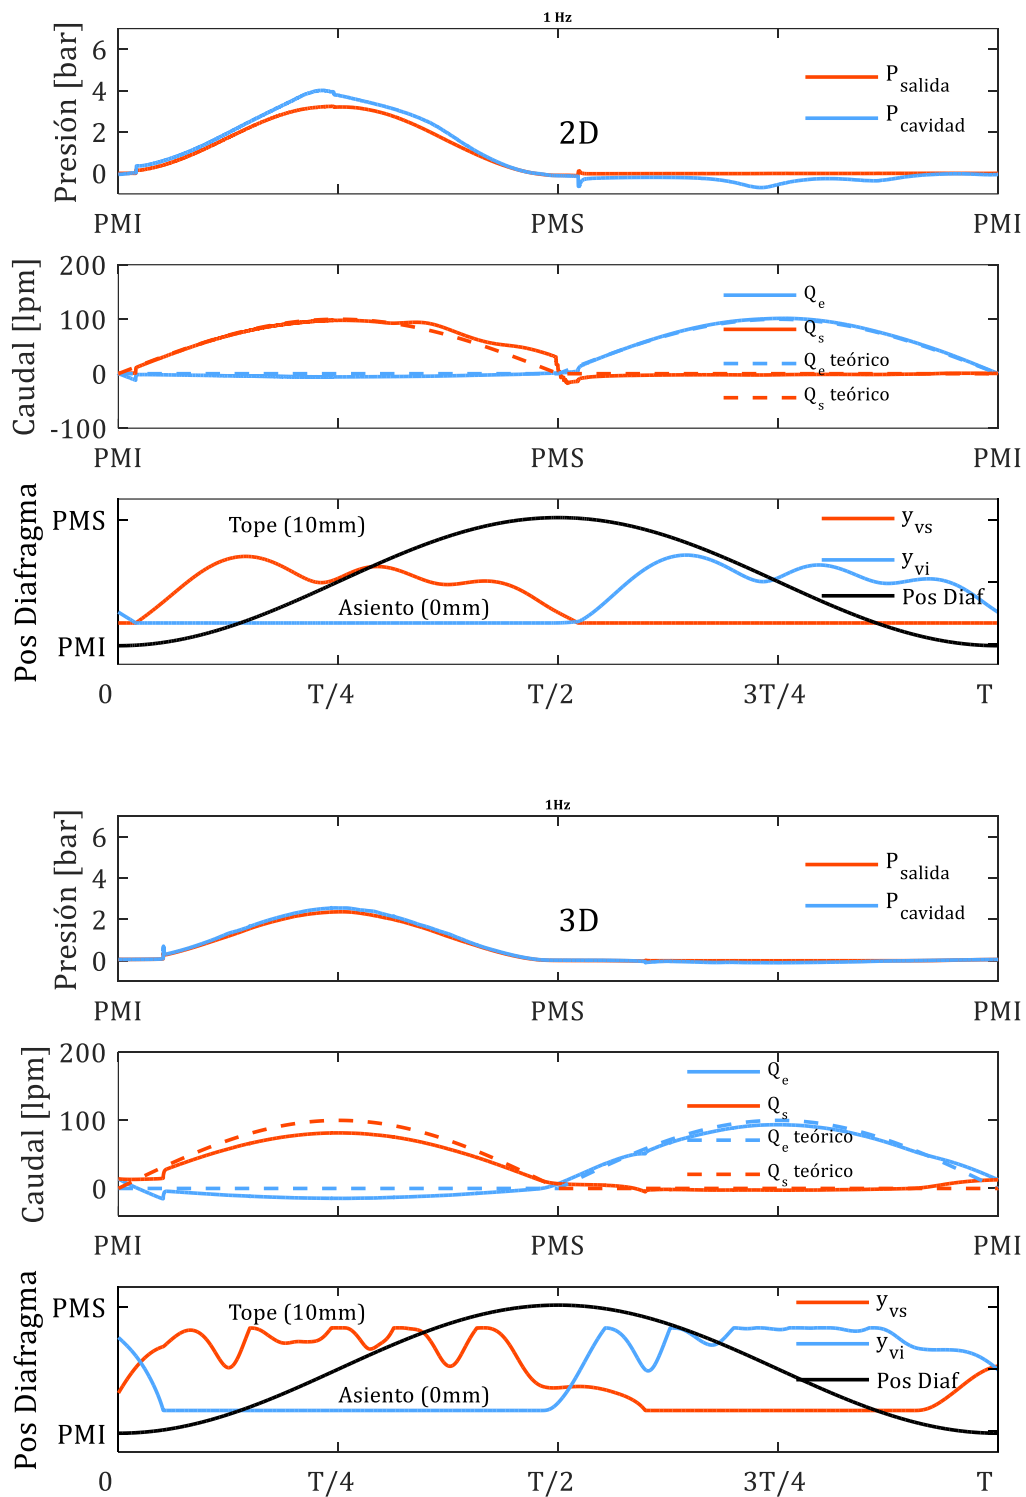 1 Hz
Presión [bar]
6
4
2
0
P salida
P cavidad
2D
PMI PMS PMI
Caudal [lpm]
200
100
0
-100
Q e
Q s
Q e teórico
Q s teórico
PMI PMS PMI
Pos Diafragma
PMS
PMI
Tope (10mm)
Asiento (0mm)
y vs
y vi
Pos Diaf
0 T/4 T/2 3T/4 T
1Hz
Presión [bar]
6
4
2
0
P salida
P cavidad
3D
PMI PMS PMI
Caudal [lpm]
200
100
0
Q e
Q s
Q e teórico
Q s teórico
PMI PMS PMI
Pos Diafragma
PMS
PMI
Tope (10mm)
Asiento (0mm)
y vs
y vi
Pos Diaf
0 T/4 T/2 3T/4 T